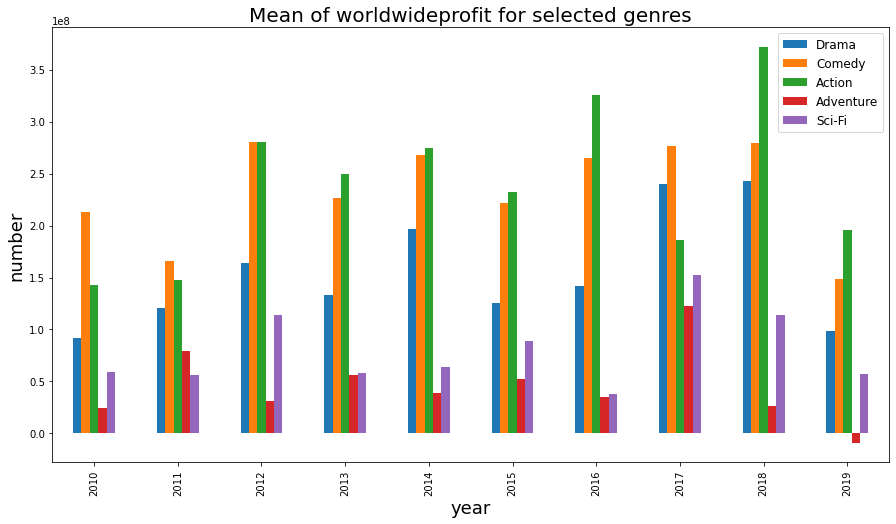 Mean of worldwideprofit for selected genres
1e8
Drama
Comedy
Action
Adventure
Sci-Fi
3.5
3.0
2.5
2.0
1.5
1.0
0.5
0.0
number
2010 2011 2012 2013 2014 2015 2016 2017 2018 2019
year